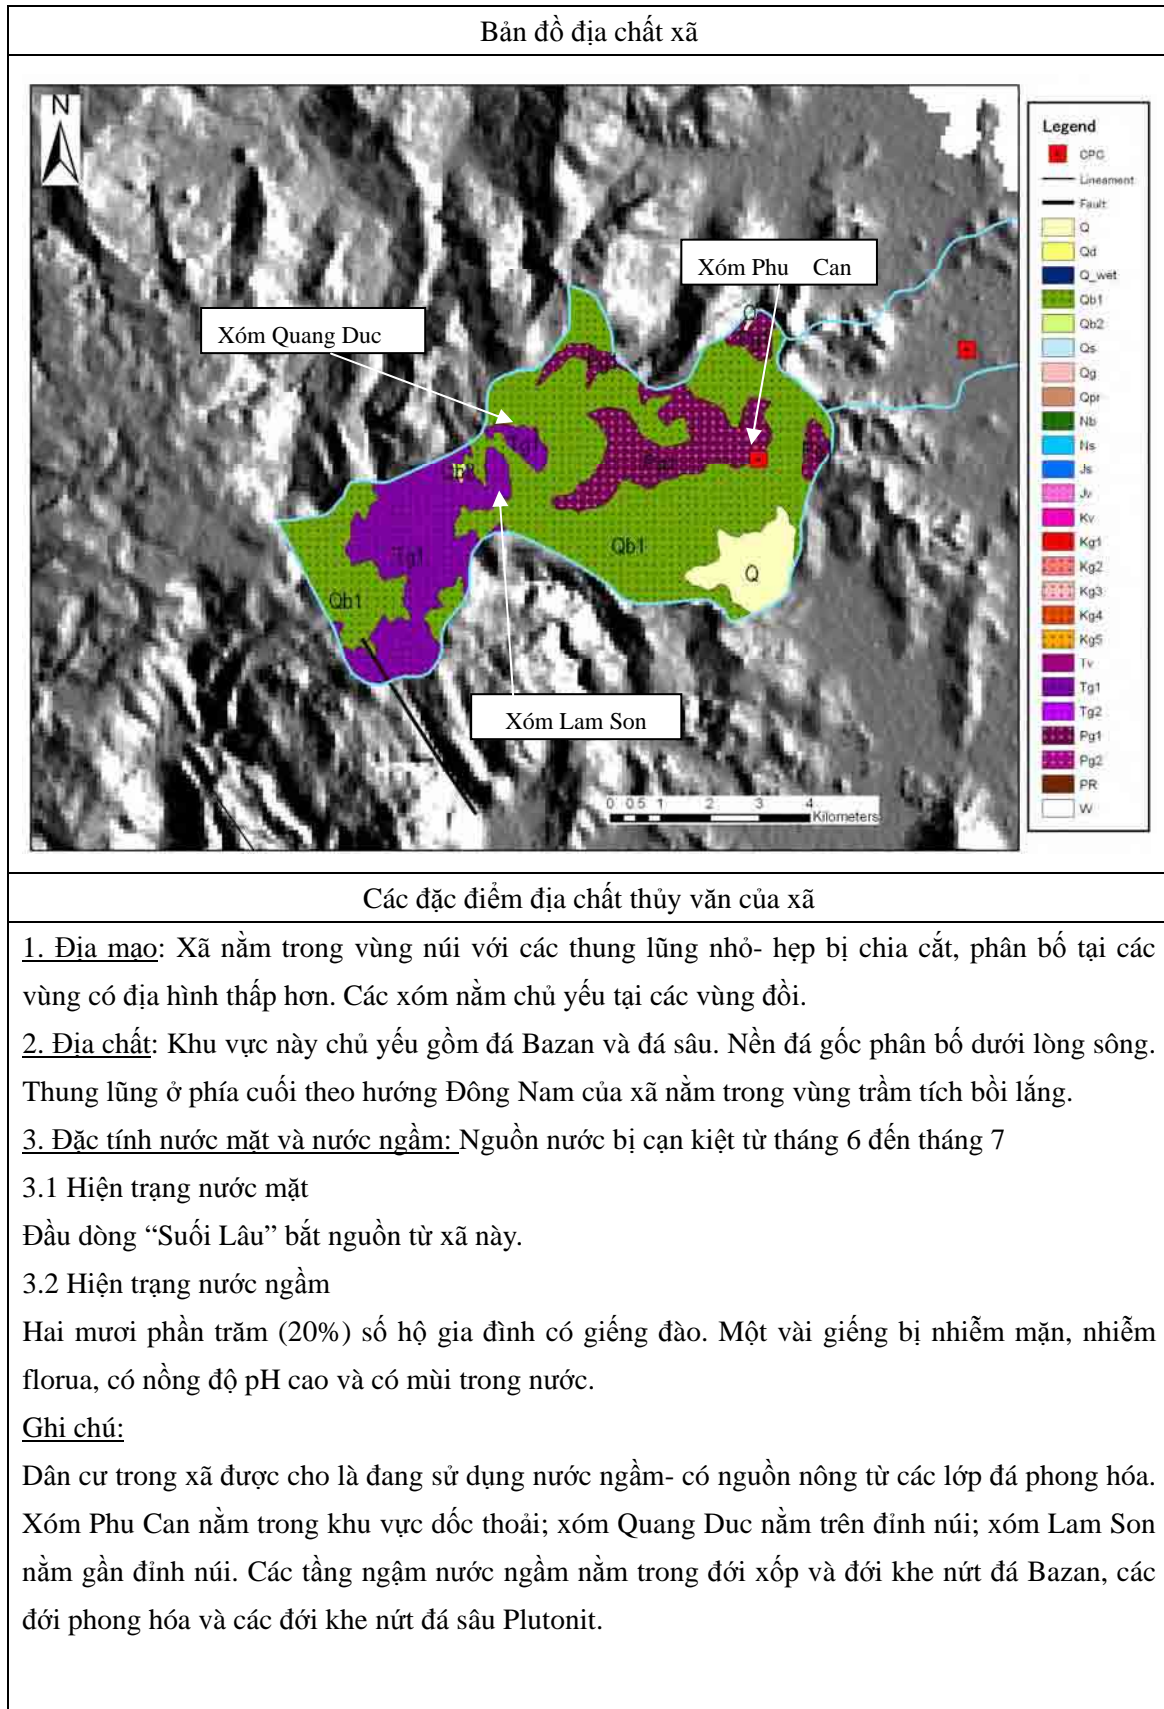 Bản đồ địa chất xã
N
Legend
CPC
Lineament
Fault
Q
Qd
Q_wet
Qb1
Qb2
Qs
Qg
Qpr
Nb
Ns
Js
Jv
Kv
Kg1
Kg2
Kg3
Kg4
Kg5
Tv
Tg1
Tg2
Pg1
Pg2
PR
W
Xóm Phu Can
Q
Xóm Quang Duc
Qb1
Tg1
Q
Qb1
Xóm Lam Son
0 0.5 1 2 3 4
Kilometers
Các đặc điểm địa chất thủy văn của xã
1. Địa mạo: Xã nằm trong vùng núi với các thung lũng nhỏ- hẹp bị chia cắt, phân bố tại các
vùng có địa hình thấp hơn. Các xóm nằm chủ yếu tại các vùng đồi.
2. Địa chất: Khu vực này chủ yếu gồm đá Bazan và đá sâu. Nền đá gốc phân bố dưới lòng sông.
Thung lũng ở phía cuối theo hướng Đông Nam của xã nằm trong vùng trầm tích bồi lắng.
3. Đặc tính nước mặt và nước ngầm: Nguồn nước bị cạn kiệt từ tháng 6 đến tháng 7
3.1 Hiện trạng nước mặt
Đầu dòng “Suối Lâu” bắt nguồn từ xã này.
3.2 Hiện trạng nước ngầm
Hai mươi phần trăm (20%) số hộ gia đình có giếng đào. Một vài giếng bị nhiễm mặn, nhiễm
florua, có nồng độ pH cao và có mùi trong nước.
Ghi chú:
Dân cư trong xã được cho là đang sử dụng nước ngầm- có nguồn nông từ các lớp đá phong hóa.
Xóm Phu Can nằm trong khu vực dốc thoải; xóm Quang Duc nằm trên đỉnh núi; xóm Lam Son
nằm gần đỉnh núi. Các tầng ngậm nước ngầm nằm trong đới xốp và đới khe nứt đá Bazan, các
đới phong hóa và các đới khe nứt đá sâu Plutonit.